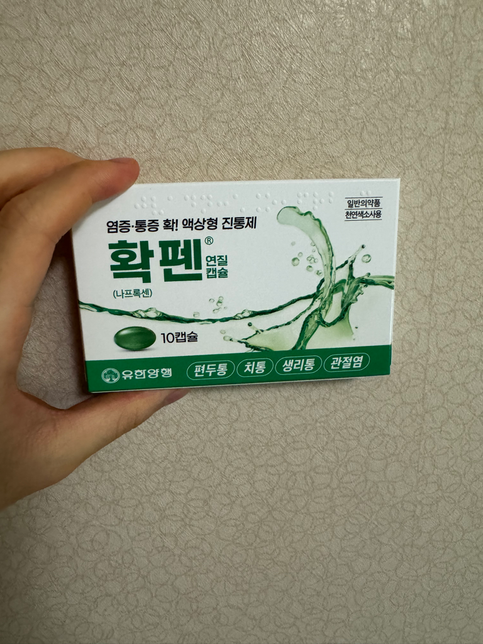 일반의약품
천연색소사용
염증·통증 확! 액상형 진통제
확펜® 연질캡슐
(나프록센)
10캡슐
유한양행 편두통 치통 생리통 관절염